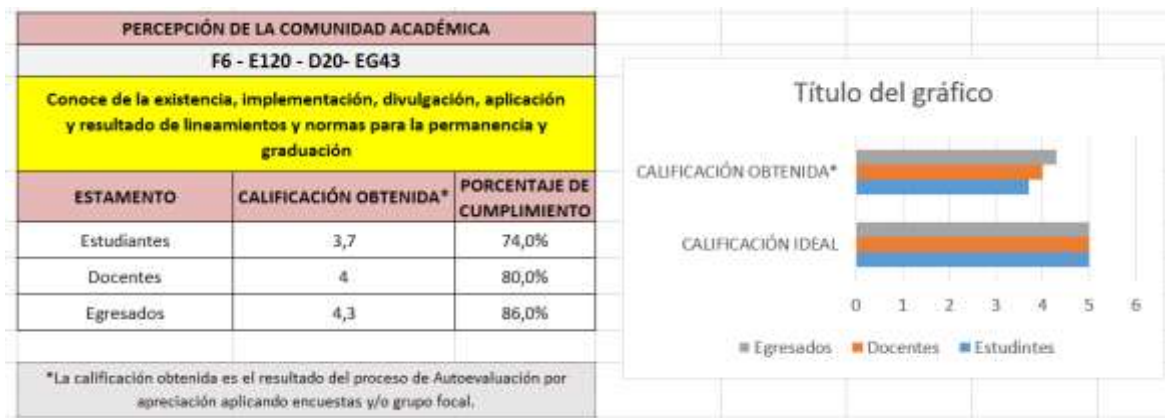 PERCEPCIÓN DE LA COMUNIDAD ACADÉMICA
F6 - E120 - D20- EG43
Conoce de la existencia, implementación, divulgación, aplicación
y resultado de lineamientos y normas para la permanencia y
graduación
ESTAMENTO CALIFICACIÓN OBTENIDA* PORCENTAJE DE
CUMPLIMIENTO
Estudiantes 3,7 74,0%
Docentes 4 80,0%
Egresados 4,3 86,0%
*La calificación obtenida es el resultado del proceso de Autoevaluación por
apreciación aplicando encuestas y/o grupo focal.
Título del gráfico
CALIFICACIÓN OBTENIDA*
CALIFICACIÓN IDEAL
0 1 2 3 4 5 6
Egresados Docentes Estudintes